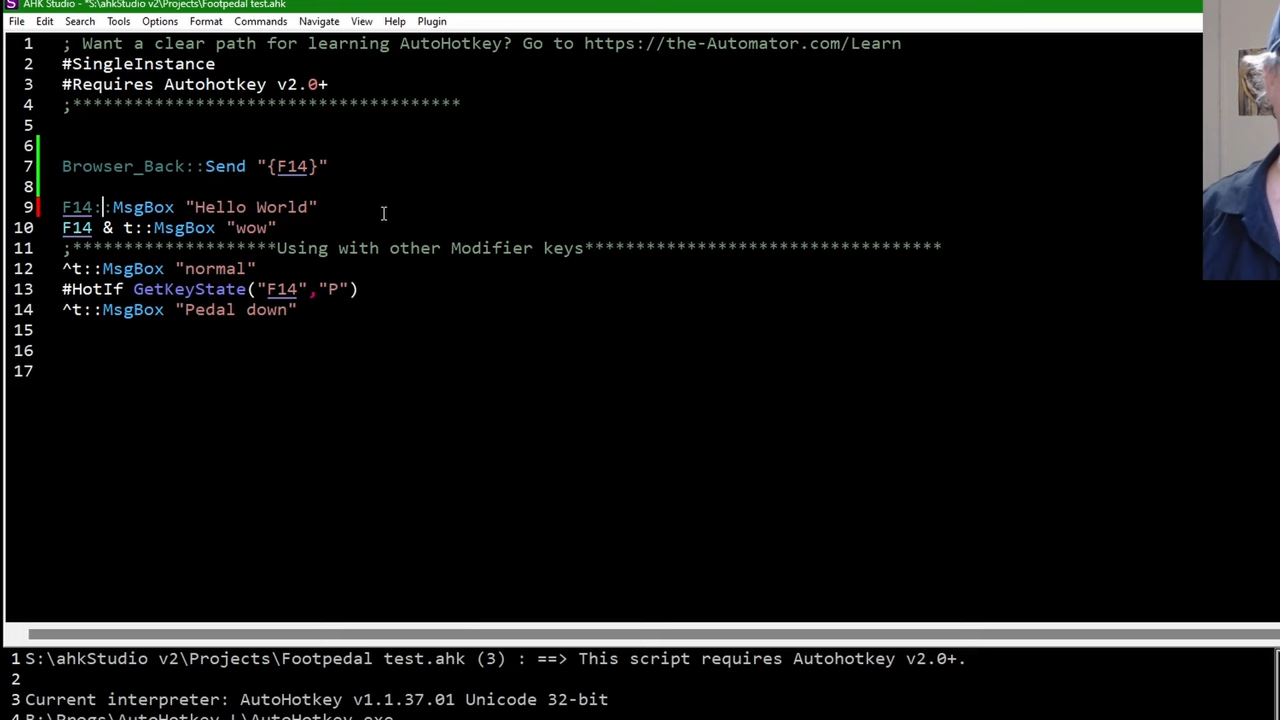 AHK Studio - *S:\ahkStudio v2\Projects\Footpedal test.ahk
File Edit Search Tools Options Format Commands Navigate View Help Plugin
1 ; Want a clear path for learning AutoHotkey? Go to https://the-Automator.com/Learn
2 #SingleInstance
3 #Requires Autohotkey v2.0+
4 ;**************************************
5
6
7 Browser_Back::Send "{F14}"
8
9 F14::MsgBox "Hello World"
10 F14 & t::MsgBox "wow"
11 ;********************Using with other Modifier keys***********************************
12 ^t::MsgBox "normal"
13 #HotIf GetKeyState("F14","P")
14 ^t::MsgBox "Pedal down"
15
16
17
1 S:\ahkStudio v2\Projects\Footpedal test.ahk (3) : ==> This script requires Autohotkey v2.0+.
2
3 Current interpreter: AutoHotkey v1.1.37.01 Unicode 32-bit
4 B:\Progs\AutoHotkey_L\AutoHotkey.exe